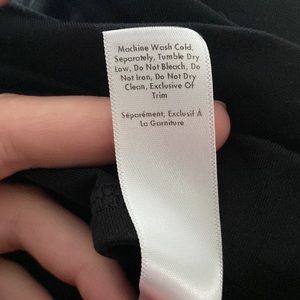 Machine Wash Cold,
Separately, Tumble Dry
Low, Do Not Bleach, Do
Not Iron, Do Not Dry
Clean, Exclusive Of
Trim
Séparément, Exclusif À
La Garniture